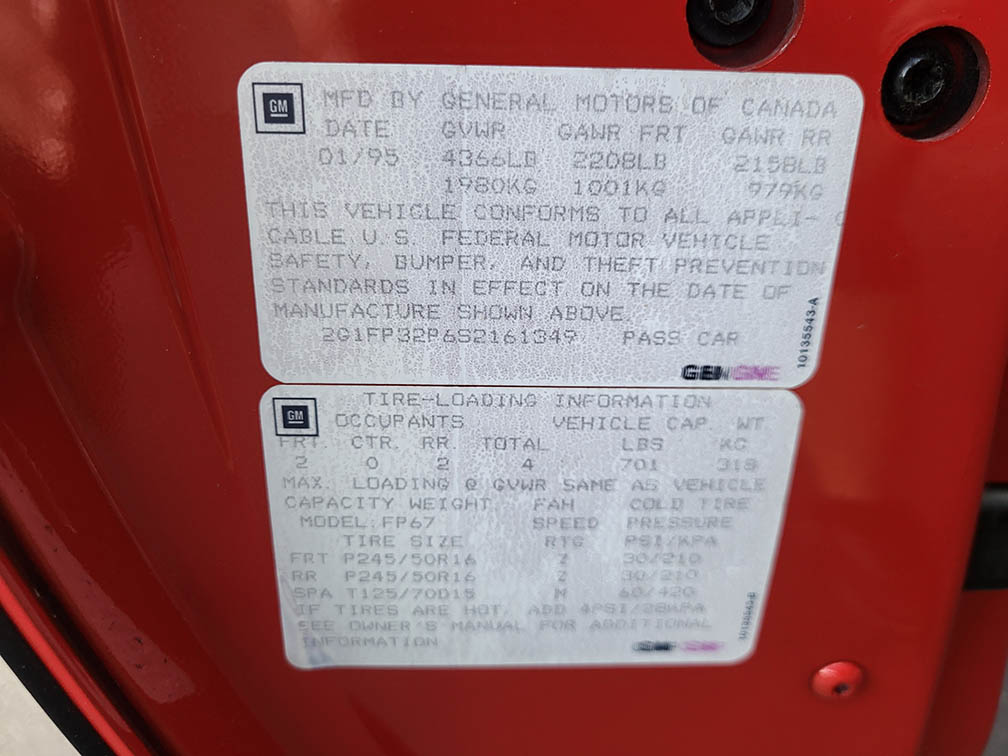 GM MFD BY GENERAL MOTORS OF CANADA
DATE GVWR GAWR FRT GAWR RR
01/95 4366LB 2208LB 2158LB
1980KG 1001KG 979KG
THIS VEHICLE CONFORMS TO ALL APPLI-
CABLE U.S. FEDERAL MOTOR VEHICLE
SAFETY, BUMPER, AND THEFT PREVENTION
STANDARDS IN EFFECT ON THE DATE OF
MANUFACTURE SHOWN ABOVE.
2G1FP32P6S2161349 PASS CAR
10135543-A
GM TIRE-LOADING INFORMATION
OCCUPANTS VEHICLE CAP. WT
FRT. CTR. RR. TOTAL LBS KG
2 0 2 4 701 318
MAX. LOADING @ GVWR SAME AS VEHICLE
CAPACITY WEIGHT FAH COLD TIRE
MODEL:FP67 SPEED PRESSURE
TIRE SIZE RTG PSI/KPA
FRT P245/50R16 Z 30/210
RR P245/50R16 Z 30/210
SPA T125/70D15 M 60/420
IF TIRES ARE HOT, ADD 4PSI/28KPA
SEE OWNER'S MANUAL FOR ADDITIONAL
INFORMATION